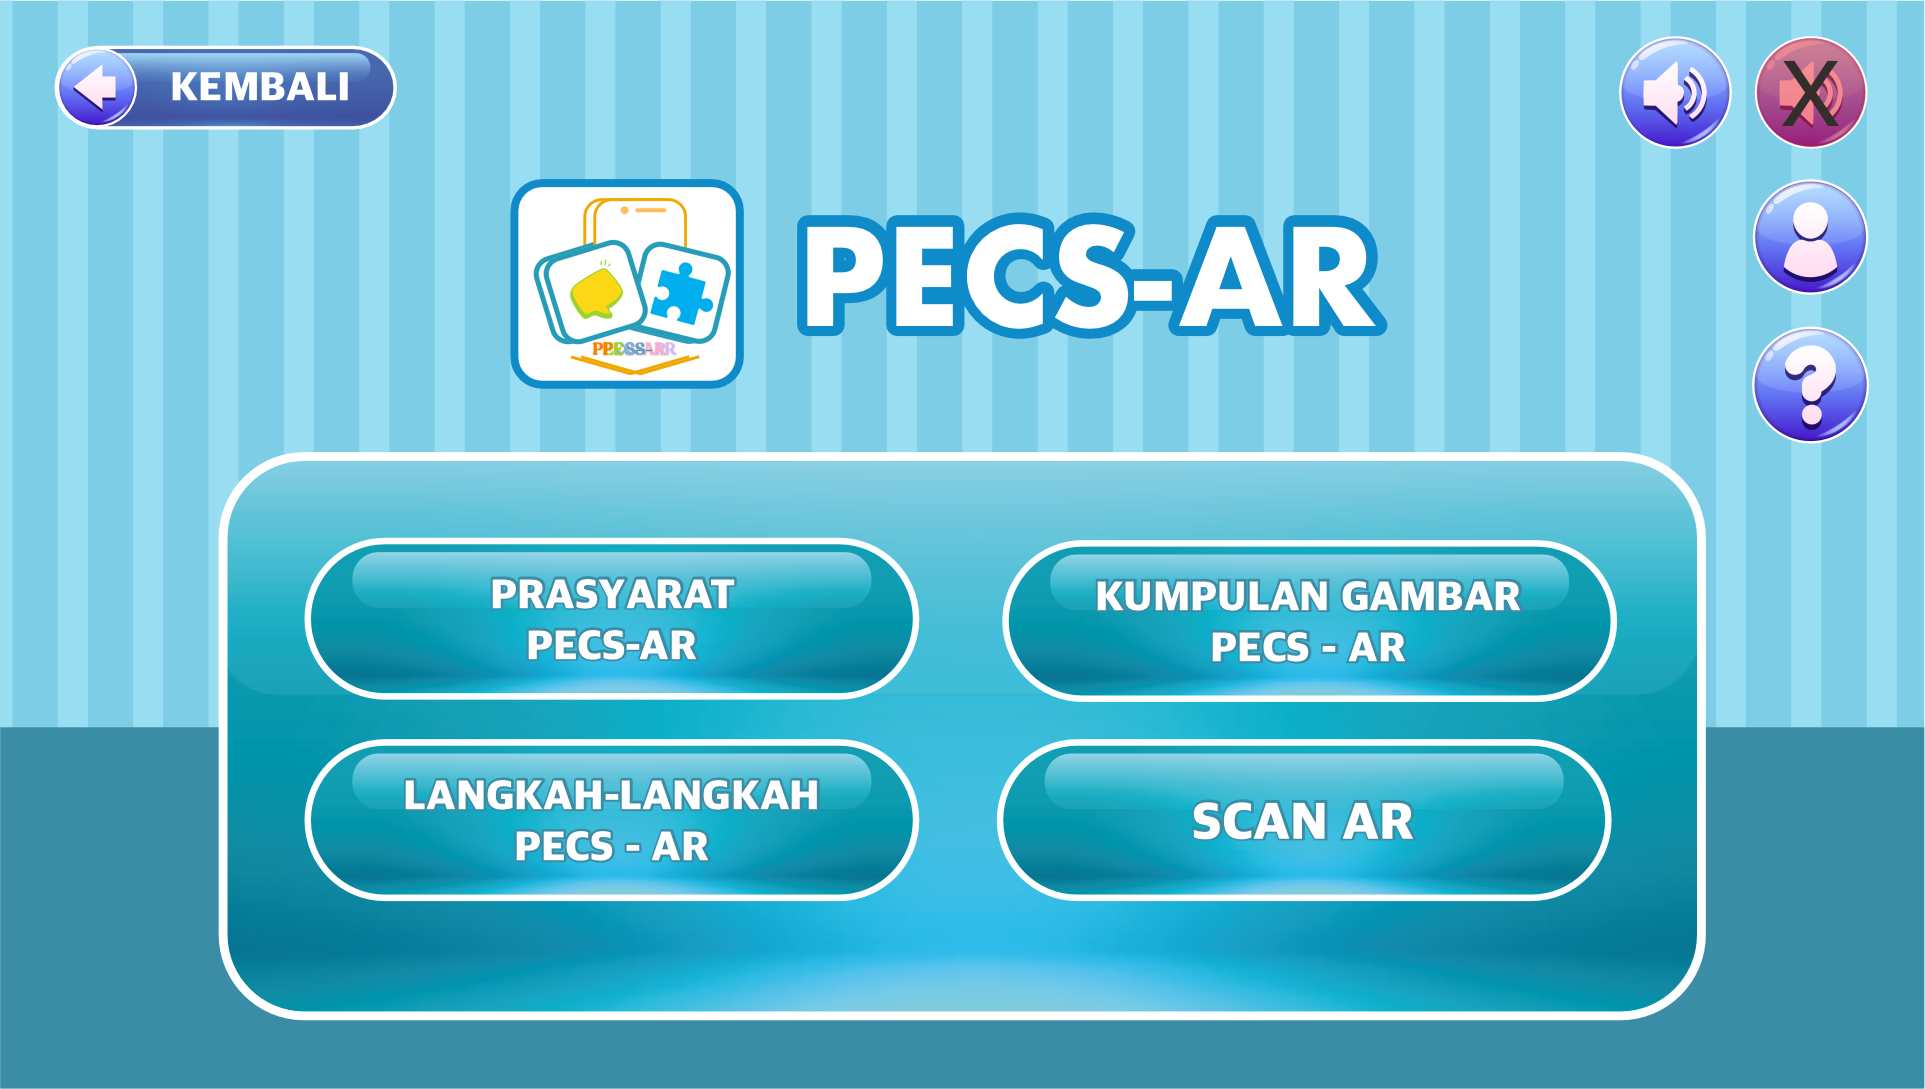 KEMBALI
X
PECS-AR
PRASYARAT
PECS-AR
KUMPULAN GAMBAR
PECS - AR
LANGKAH-LANGKAH
PECS - AR
SCAN AR